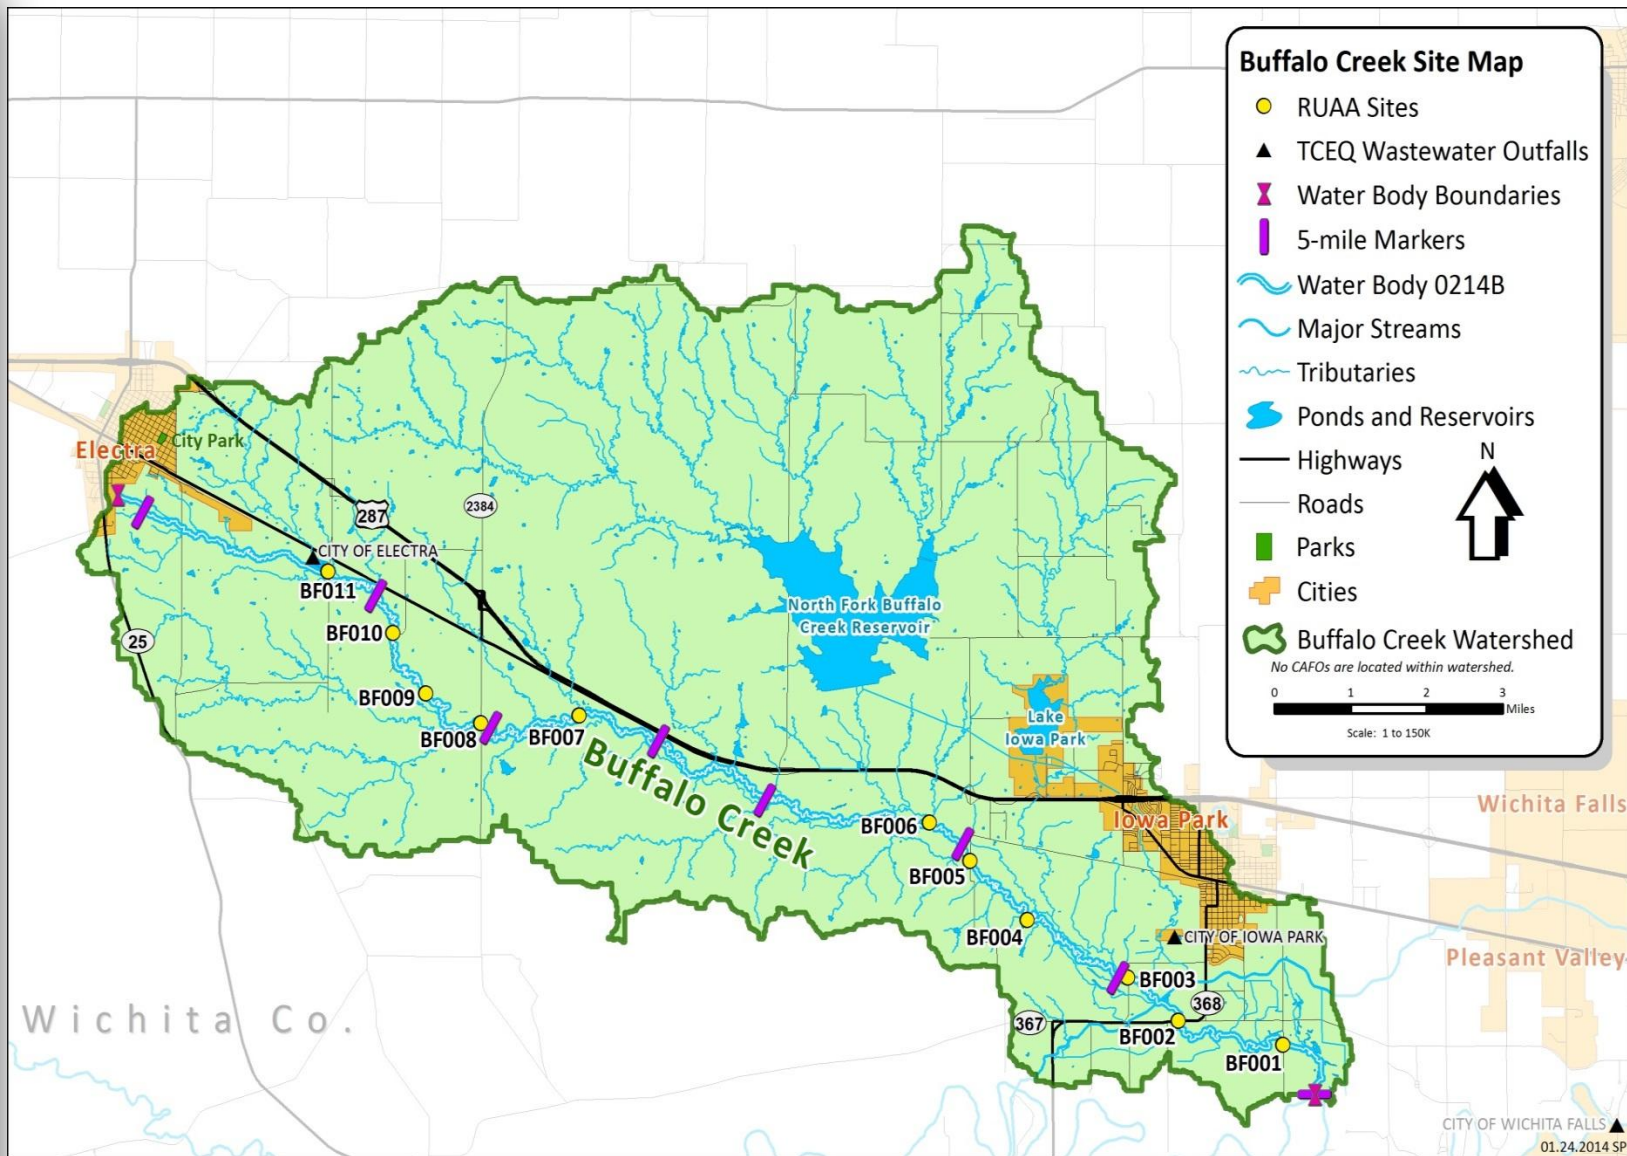 Buffalo Creek Site Map
RUAA Sites
TCEQ Wastewater Outfalls
Water Body Boundaries
5-mile Markers
Water Body 0214B
Major Streams
Tributaries
Ponds and Reservoirs
Highways
Roads
Parks
Cities
Buffalo Creek Watershed
No CAFOs are located within watershed.
N
0 1 2 3
Miles
Scale: 1 to 150K
City Park
Electra
287
2384
CITY OF ELECTRA
BF011
BF010
25
BF009
BF008
BF007
North Fork Buffalo
Creek Reservoir
Lake
Iowa Park
Buffalo Creek
Wichita Falls
Iowa Park
BF006
BF005
BF004
CITY OF IOWA PARK
Pleasant Valley
BF003
368
367
BF002
BF001
Wichita Co.
CITY OF WICHITA FALLS
01.24.2014 SP